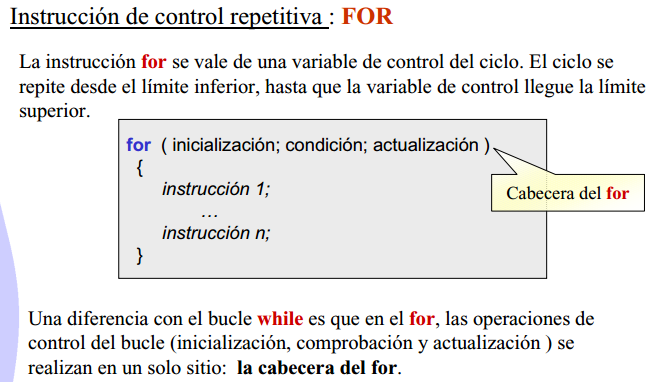 Instrucción de control repetitiva : FOR
La instrucción for se vale de una variable de control del ciclo. El ciclo se
repite desde el límite inferior, hasta que la variable de control llegue la límite
superior.
for ( inicialización; condición; actualización )
{
instrucción 1;
…
instrucción n;
}
Cabecera del for
Una diferencia con el bucle while es que en el for, las operaciones de
control del bucle (inicialización, comprobación y actualización ) se
realizan en un solo sitio: la cabecera del for.